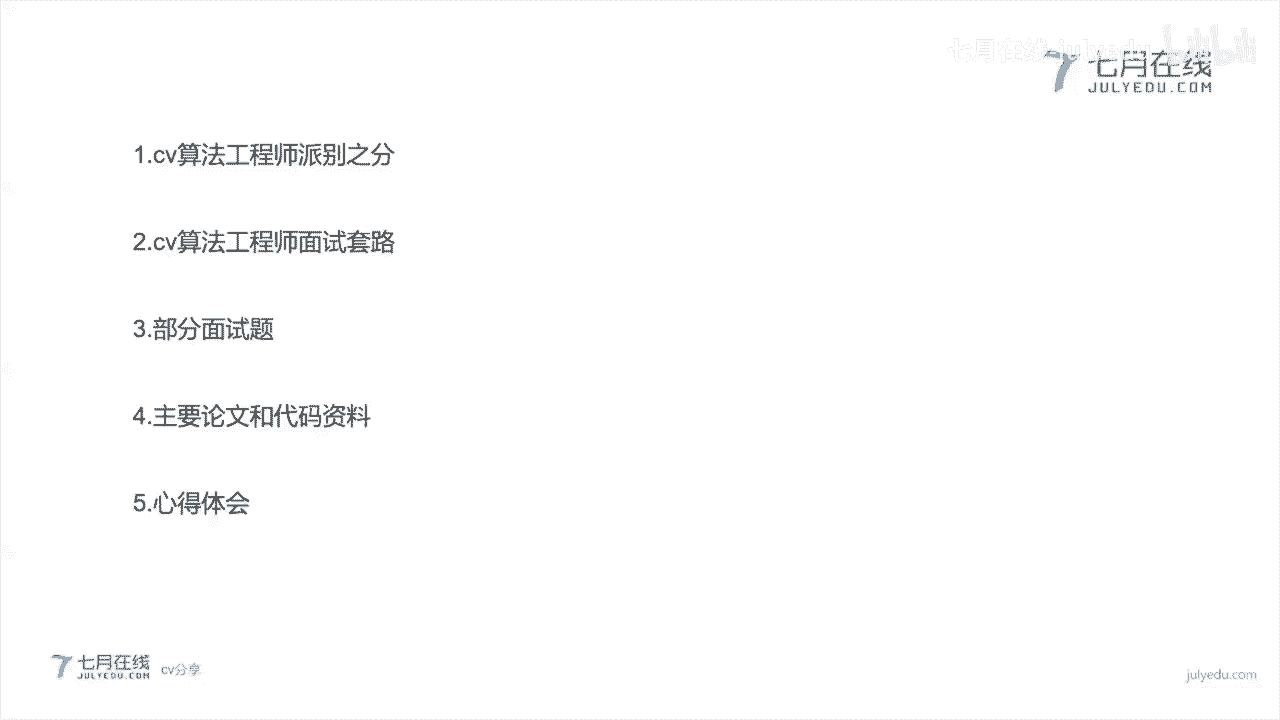 七月在线 julyedu
七月在线
JULYEDU.COM
1.cv算法工程师派别之分
2.cv算法工程师面试套路
3.部分面试题
4.主要论文和代码资料
5.心得体会
七月在线
JULYEDU.COM
cv分享
julyedu.com